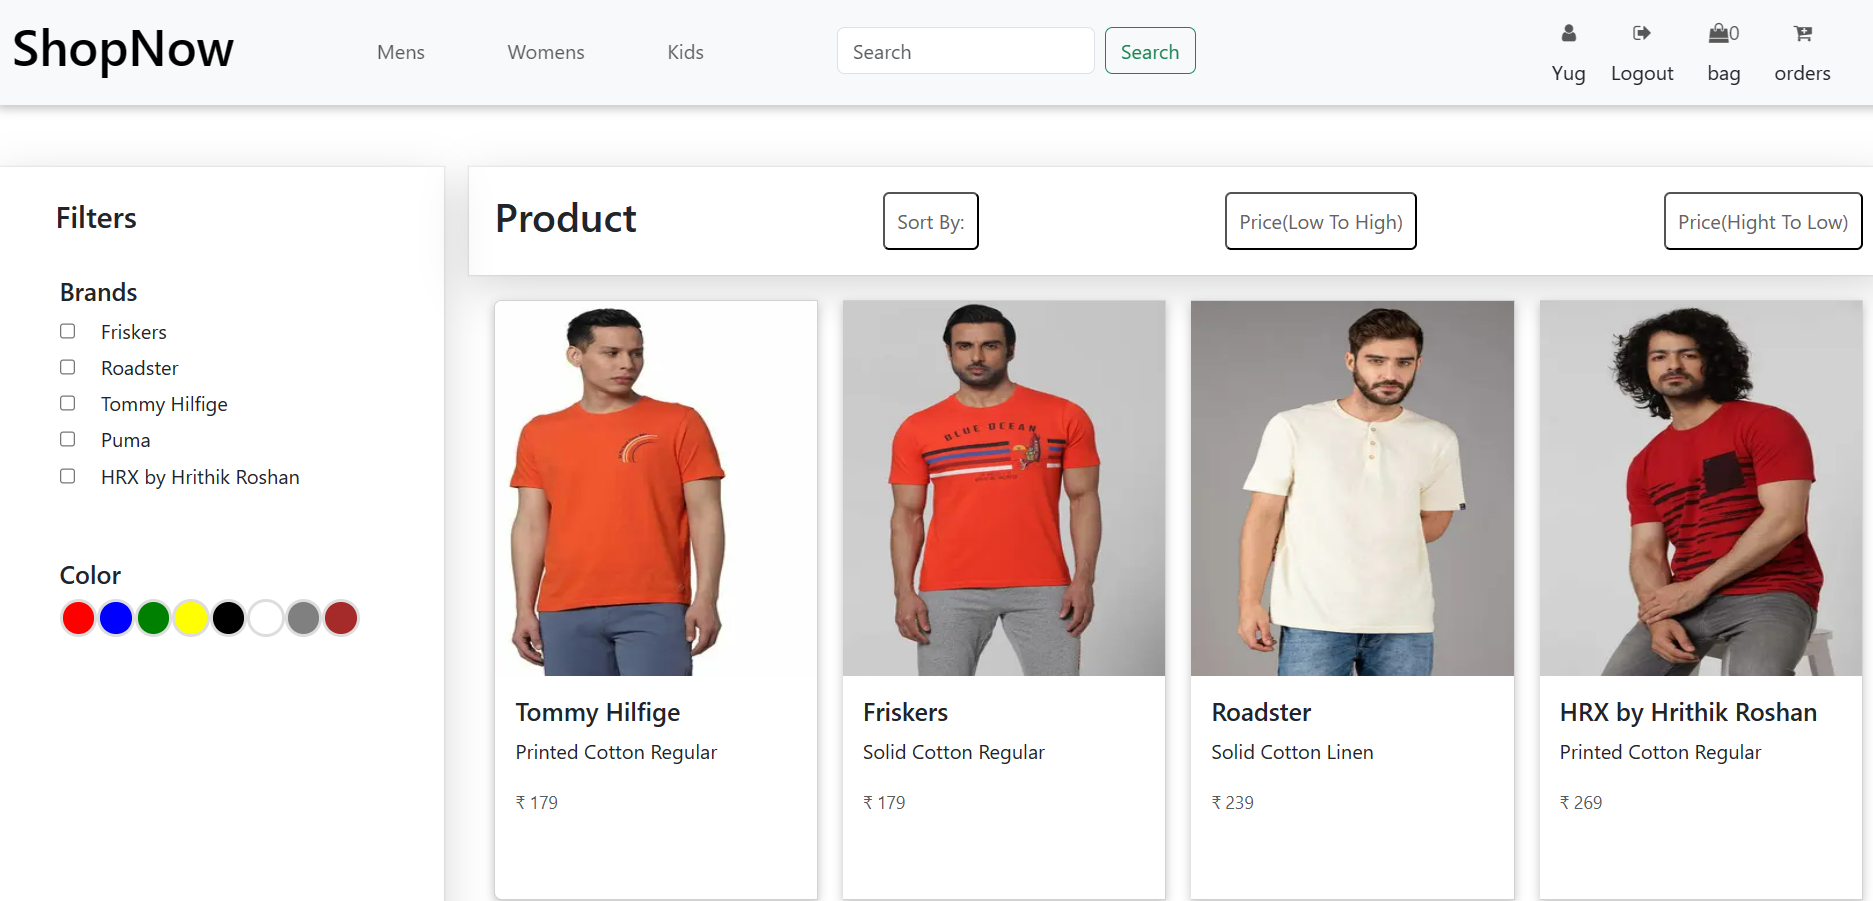 ShopNow
Mens
Womens
Kids
Search
Search
0
Yug
Logout
bag
orders
Filters
Brands
Friskers
Roadster
Tommy Hilfige
Puma
HRX by Hrithik Roshan
Color
Product
Sort By:
Price(Low To High)
Price(Hight To Low)
BLUE OCEAN
Tommy Hilfige
Printed Cotton Regular
₹ 179
Friskers
Solid Cotton Regular
₹ 179
Roadster
Solid Cotton Linen
₹ 239
HRX by Hrithik Roshan
Printed Cotton Regular
₹ 269